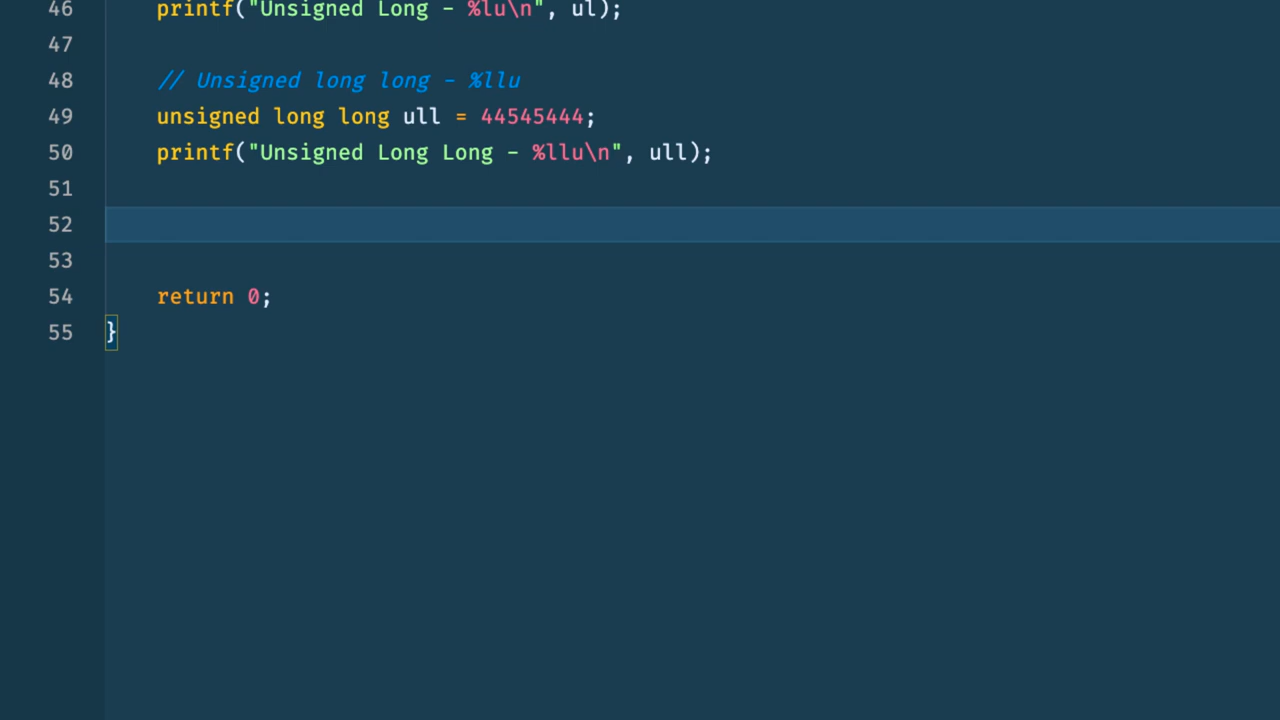 46 printf("Unsigned Long - %lu\n", ul);
47
48 // Unsigned long long - %llu
49 unsigned long long ull = 44545444;
50 printf("Unsigned Long Long - %llu\n", ull);
51
52
53
54 return 0;
55 }